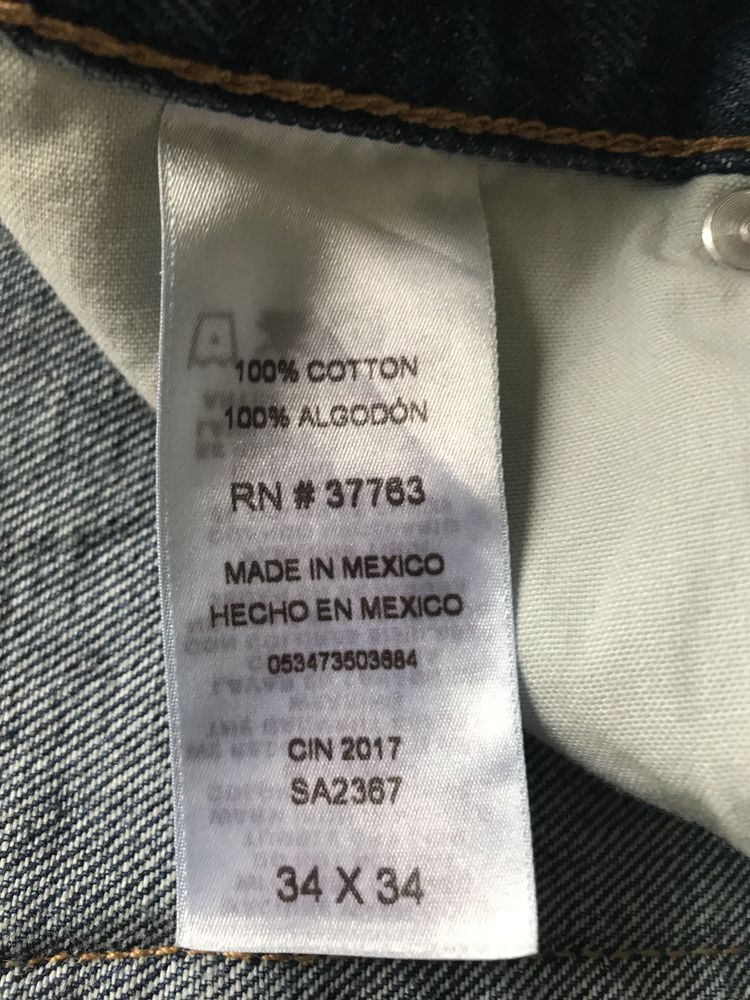 100% COTTON
100% ALGODÓN
RN # 37763
MADE IN MEXICO
HECHO EN MEXICO
053473503684
CIN 2017
SA2367
34 X 34